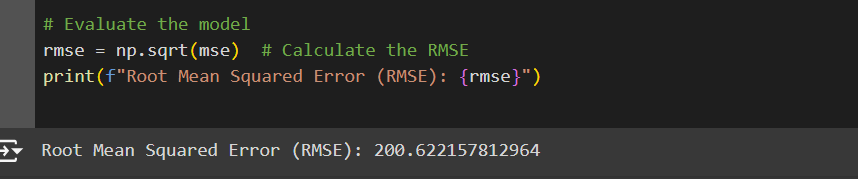 # Evaluate the model
rmse = np.sqrt(mse)  # Calculate the RMSE
print(f"Root Mean Squared Error (RMSE): {rmse}")
Root Mean Squared Error (RMSE): 200.622157812964